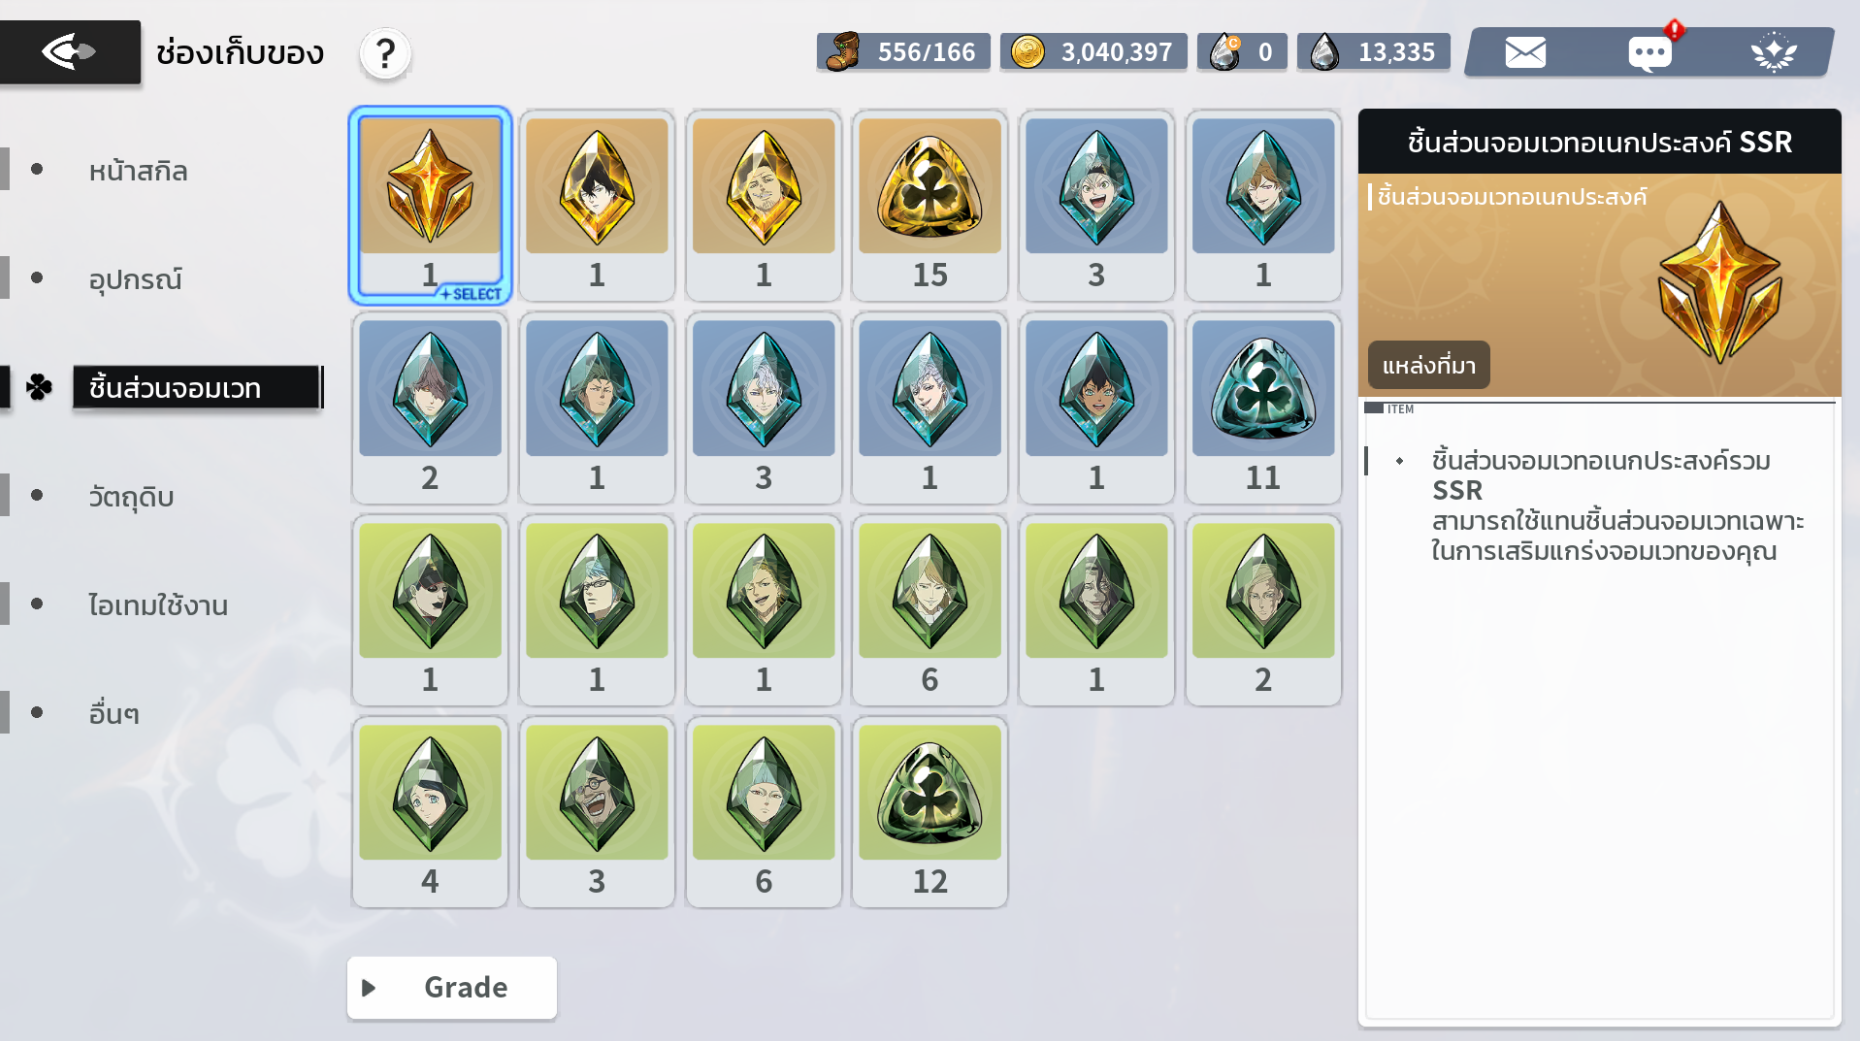 ช่องเก็บของ
?
556/166
3,040,397
0
13,335
หน้าสกิล
อุปกรณ์
ชิ้นส่วนจอมเวท
วัตถุดิบ
ไอเทมใช้งาน
อื่นๆ
1
+SELECT
1
1
15
3
1
2
1
3
1
1
11
1
1
1
6
1
2
4
3
6
12
Grade
ชิ้นส่วนจอมเวทอเนกประสงค์ SSR
ชิ้นส่วนจอมเวทอเนกประสงค์
แหล่งที่มา
ITEM
ชิ้นส่วนจอมเวทอเนกประสงค์รวม
SSR
สามารถใช้แทนชิ้นส่วนจอมเวทเฉพาะ
ในการเสริมแกร่งจอมเวทของคุณ